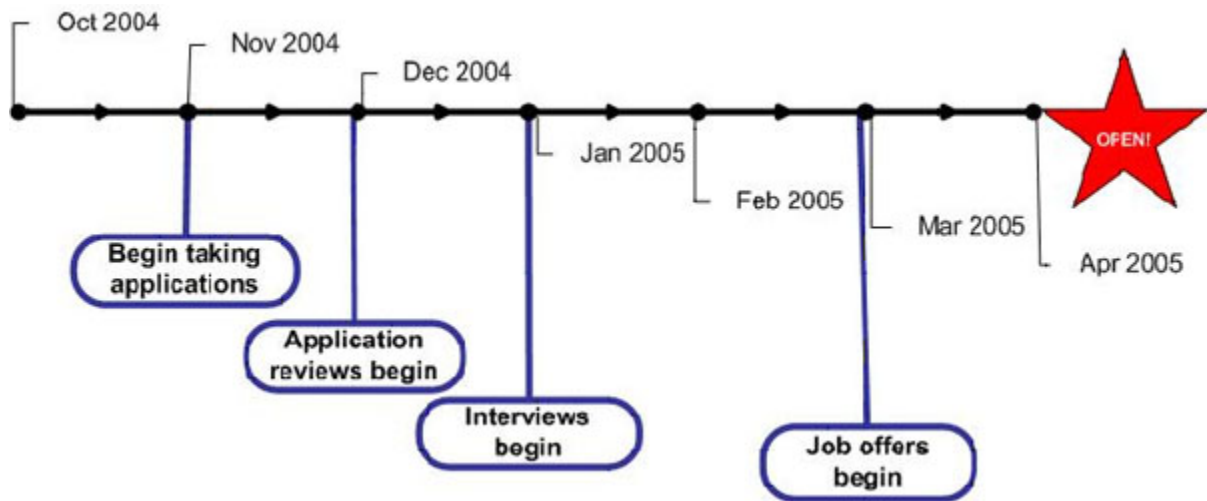 Oct 2004
Nov 2004
Dec 2004
OPEN!
Jan 2005
Feb 2005
Mar 2005
Apr 2005
Begin taking
applications
Application
reviews begin
Interviews
begin
Job offers
begin